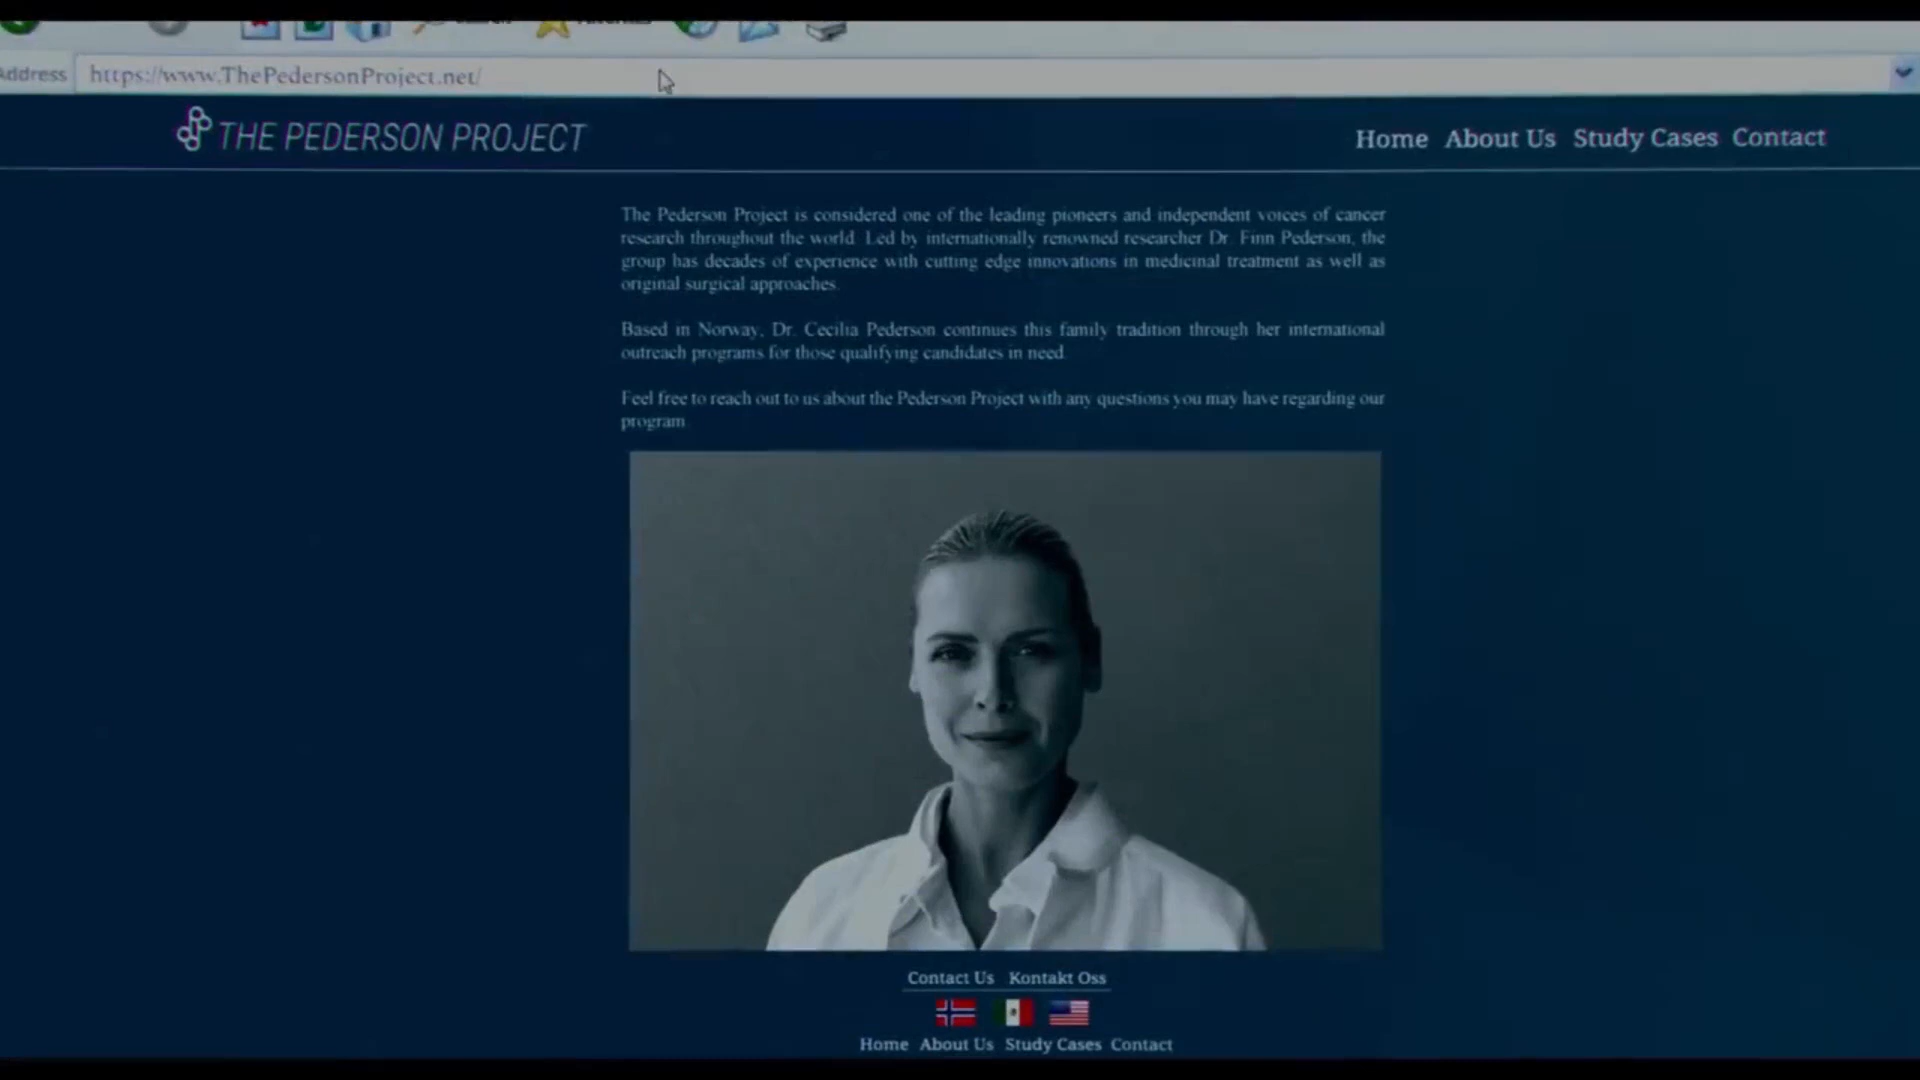 Address https://www.ThePedersonProject.net/
THE PEDERSON PROJECT
Home About Us Study Cases Contact
The Pederson Project is considered one of the leading pioneers and independent voices of cancer
research throughout the world. Led by internationally renowned researcher Dr. Finn Pederson, the
group has decades of experience with cutting edge innovations in medicinal treatment as well as
original surgical approaches.
Based in Norway, Dr. Cecilia Pederson continues this family tradition through her international
outreach programs for those qualifying candidates in need.
Feel free to reach out to us about the Pederson Project with any questions you may have regarding our
program.
Contact Us Kontakt Oss
Home About Us Study Cases Contact